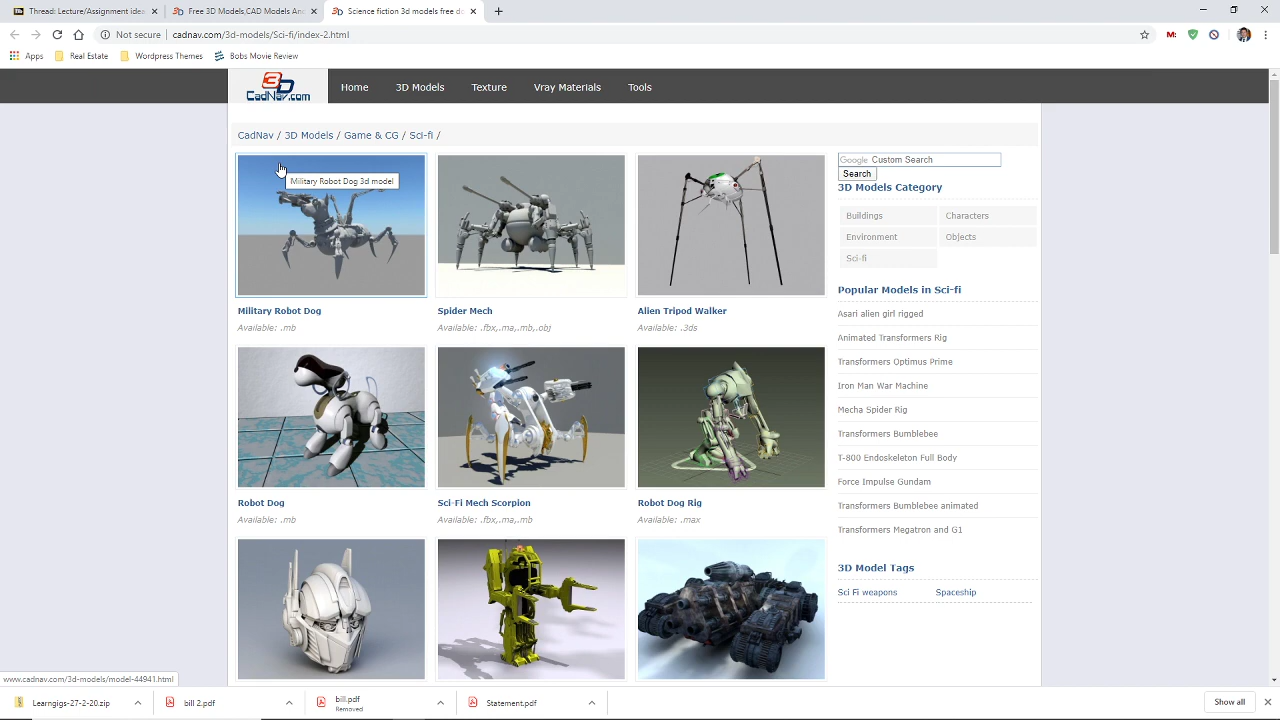 Thread: Lecture/Assignment idea
Free 3D Models,CAD Models And
Science fiction 3d models free do
Not secure | cadnav.com/3d-models/Sci-fi/index-2.html
Apps
Real Estate
Wordpress Themes
Bobs Movie Review
3D CadNav.com
Home
3D Models
Texture
Vray Materials
Tools
CadNav / 3D Models / Game & CG / Sci-fi /
Military Robot Dog 3d model
Military Robot Dog
Available: .mb
Spider Mech
Available: .fbx,.ma,.mb,.obj
Alien Tripod Walker
Available: .3ds
Robot Dog
Available: .mb
Sci-Fi Mech Scorpion
Available: .fbx,.ma,.mb
Robot Dog Rig
Available: .max
Google Custom Search
Search
3D Models Category
Buildings
Characters
Environment
Objects
Sci-fi
Popular Models in Sci-fi
Asari alien girl rigged
Animated Transformers Rig
Transformers Optimus Prime
Iron Man War Machine
Mecha Spider Rig
Transformers Bumblebee
T-800 Endoskeleton Full Body
Force Impulse Gundam
Transformers Bumblebee animated
Transformers Megatron and G1
3D Model Tags
Sci Fi weapons
Spaceship
www.cadnav.com/3d-models/model-44941.html
Learngigs-27-2-20.zip
bill 2.pdf
bill.pdf
Removed
Statement.pdf
Show all